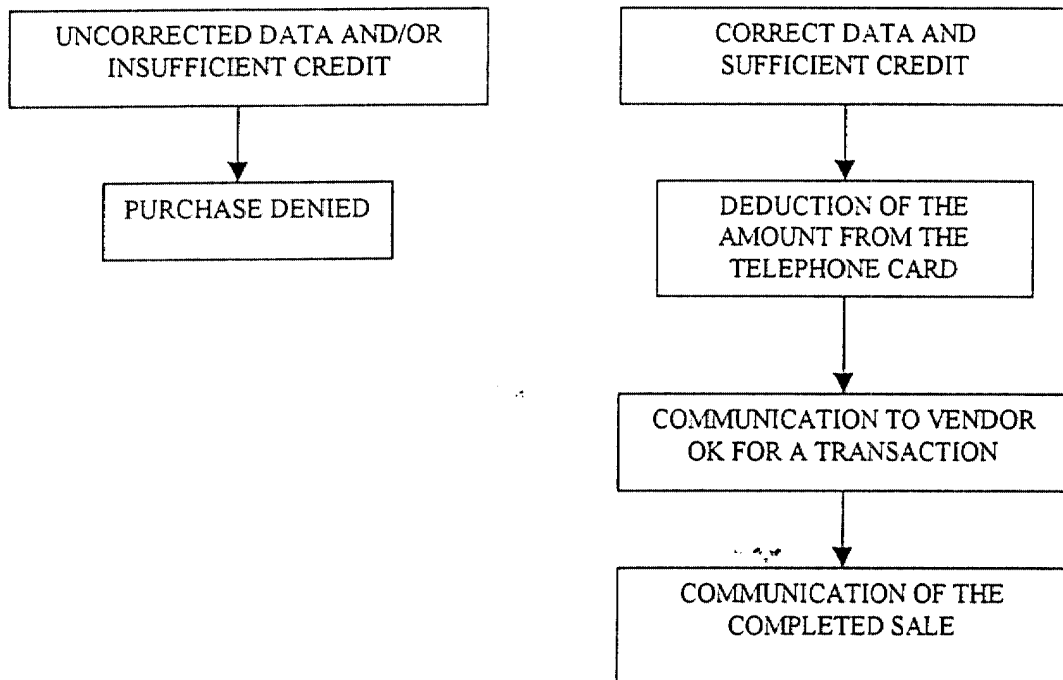 UNCORRECTED DATA AND/OR
INSUFFICIENT CREDIT
PURCHASE DENIED
CORRECT DATA AND
SUFFICIENT CREDIT
DEDUCTION OF THE
AMOUNT FROM THE
TELEPHONE CARD
COMMUNICATION TO VENDOR
OK FOR A TRANSACTION
COMMUNICATION OF THE
COMPLETED SALE